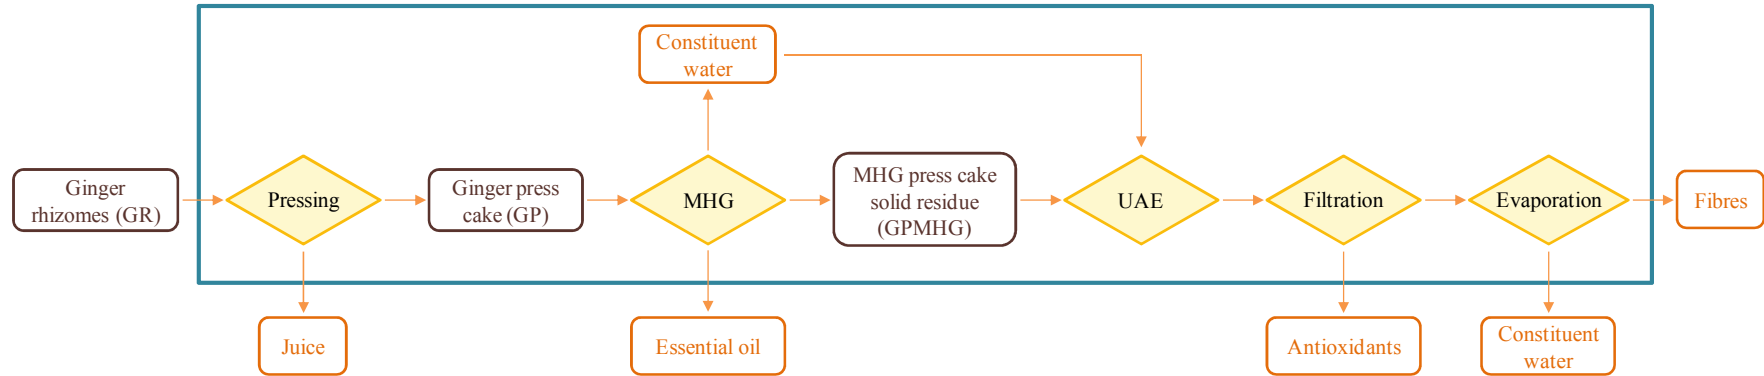 Constituent
water
Ginger
rhizomes (GR)
Pressing
Ginger press
cake (GP)
MHG
MHG press cake
solid residue
(GPMHG)
UAE
Filtration
Evaporation
Fibres
Juice
Essential oil
Antioxidants
Constituent
water